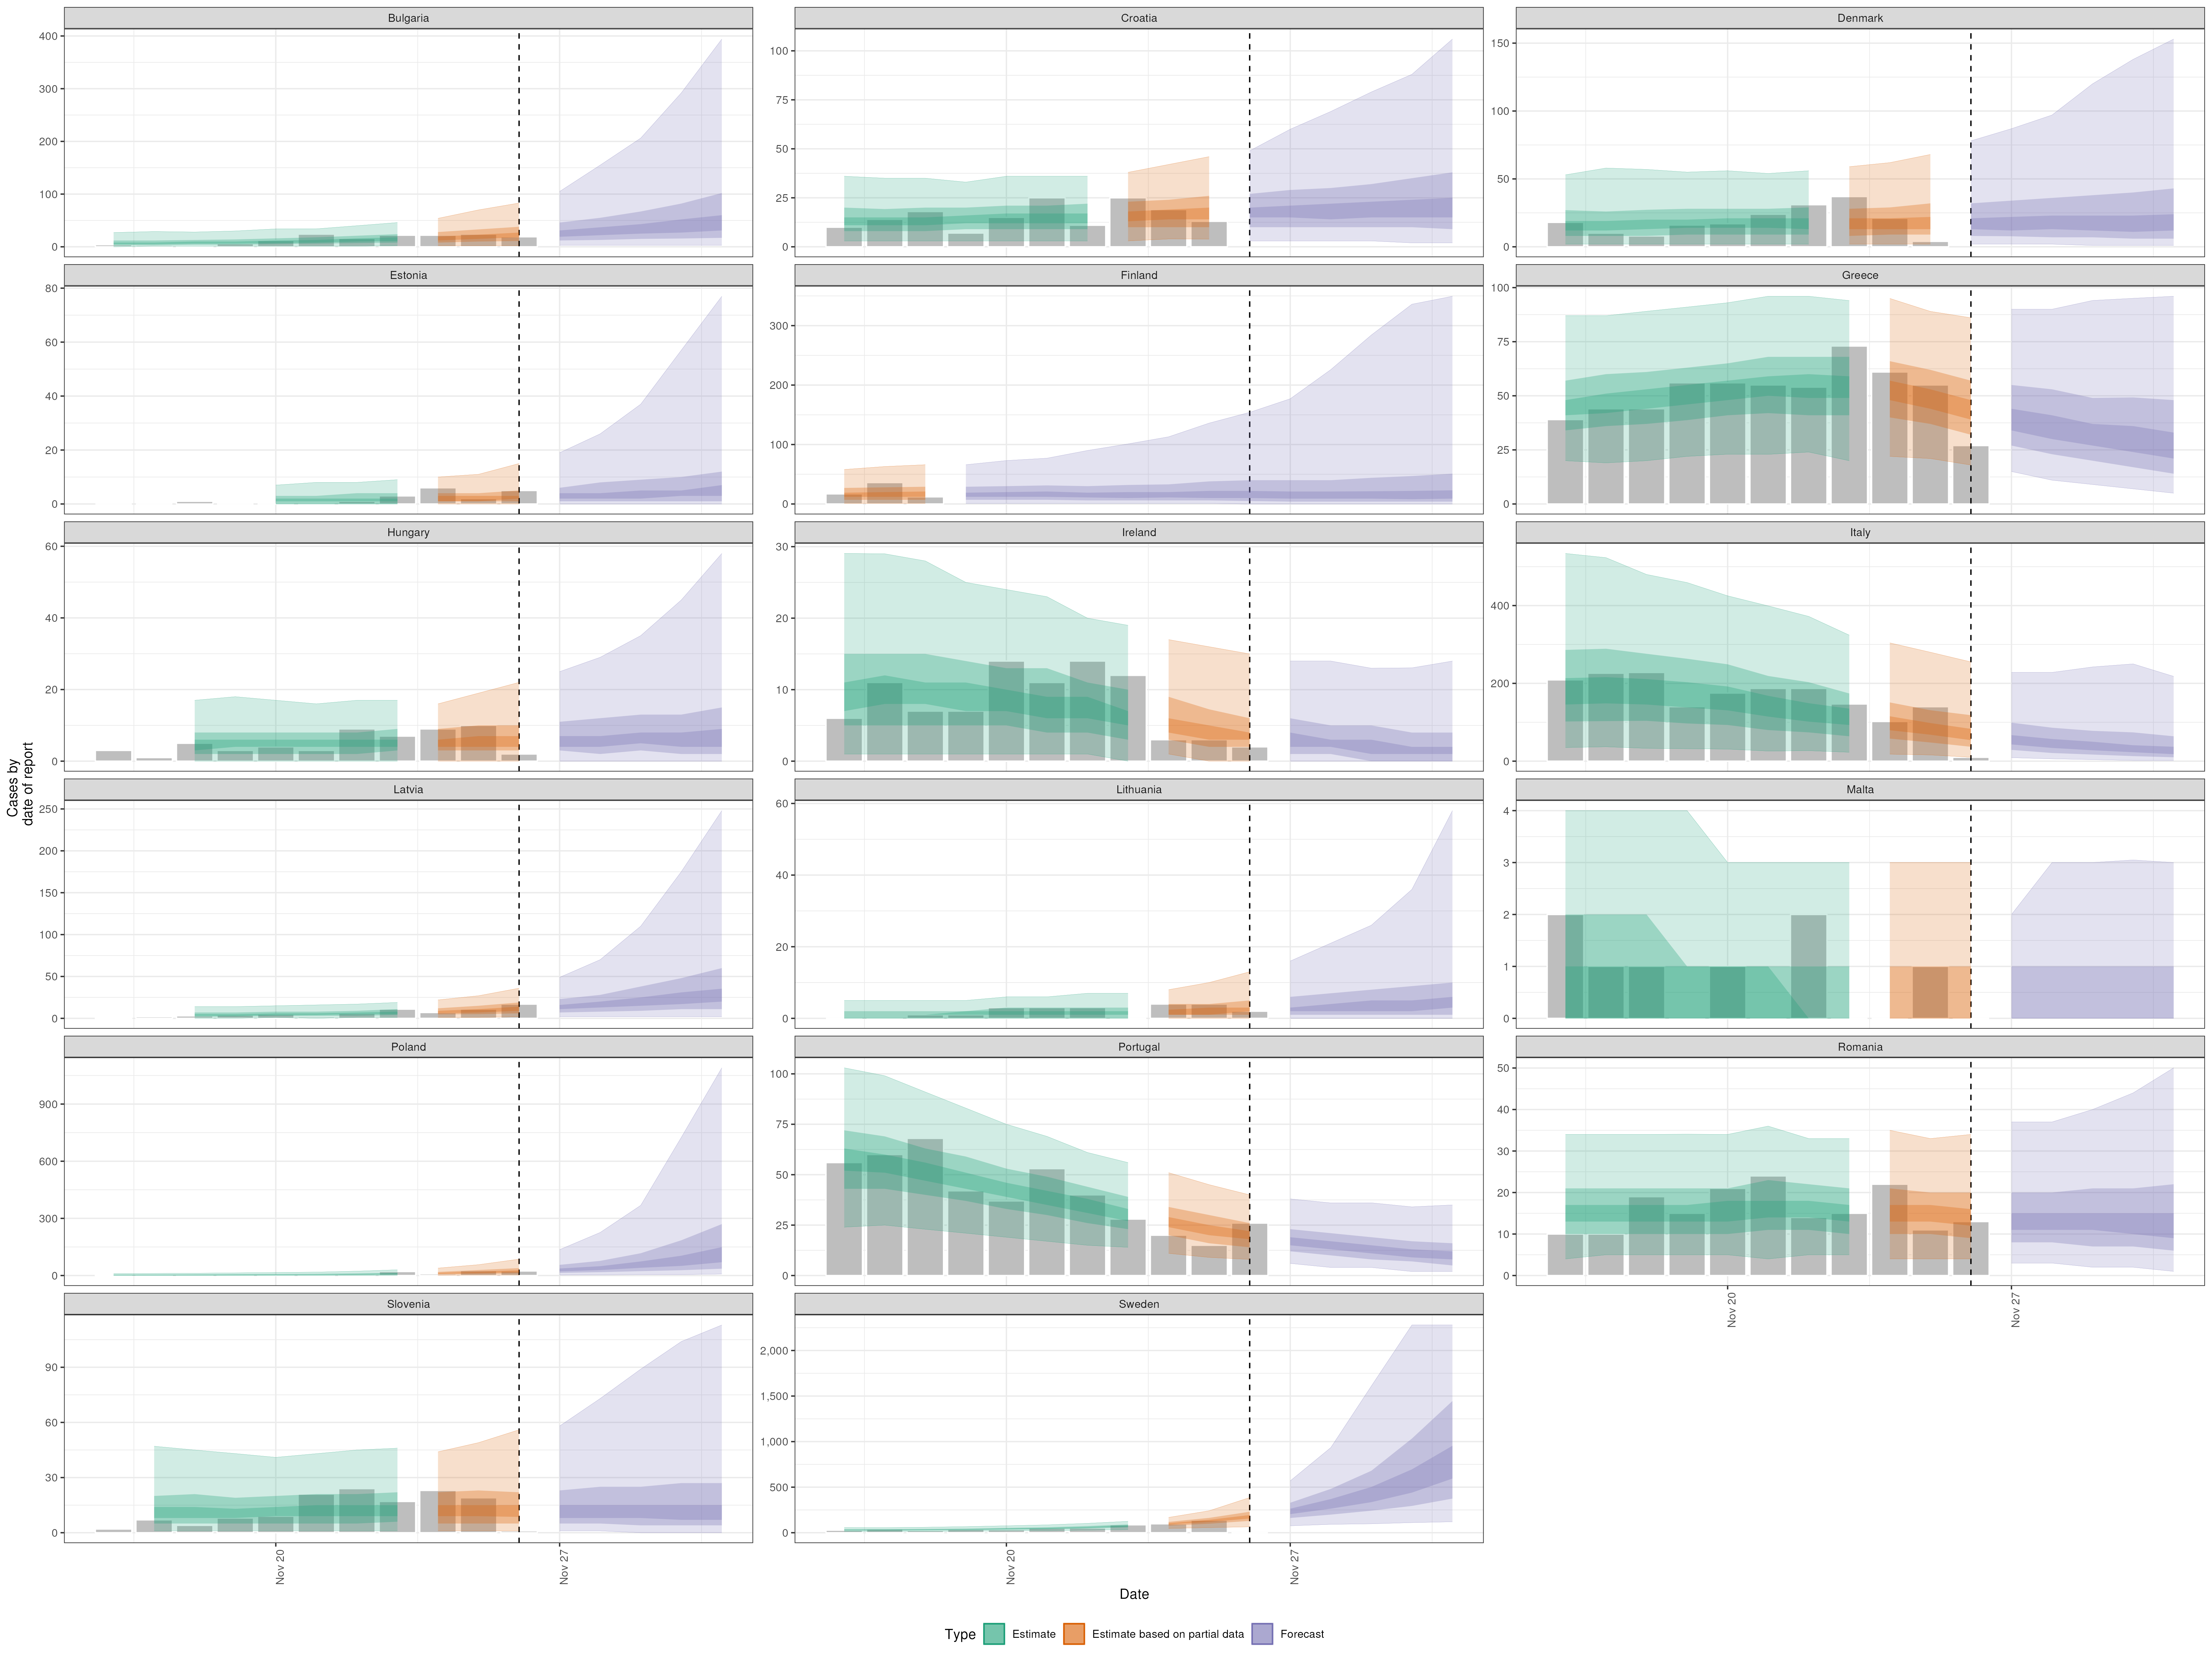 Bulgaria
Croatia
Denmark
400
300
200
100
0
100
75
50
25
0
150
100
50
0
Estonia
Finland
Greece
80
60
40
20
0
300
200
100
0
100
75
50
25
0
Hungary
Ireland
Italy
60
40
20
0
30
20
10
0
400
200
0
Cases by
date of report
Latvia
Lithuania
Malta
250
200
150
100
50
0
60
40
20
0
4
3
2
1
0
Poland
Portugal
Romania
900
600
300
0
100
75
50
25
0
50
40
30
20
10
0
Nov 20
Nov 27
Slovenia
Sweden
90
60
30
0
2,000
1,500
1,000
500
0
Nov 20
Nov 27
Nov 20
Nov 27
Date
Type Estimate Estimate based on partial data Forecast